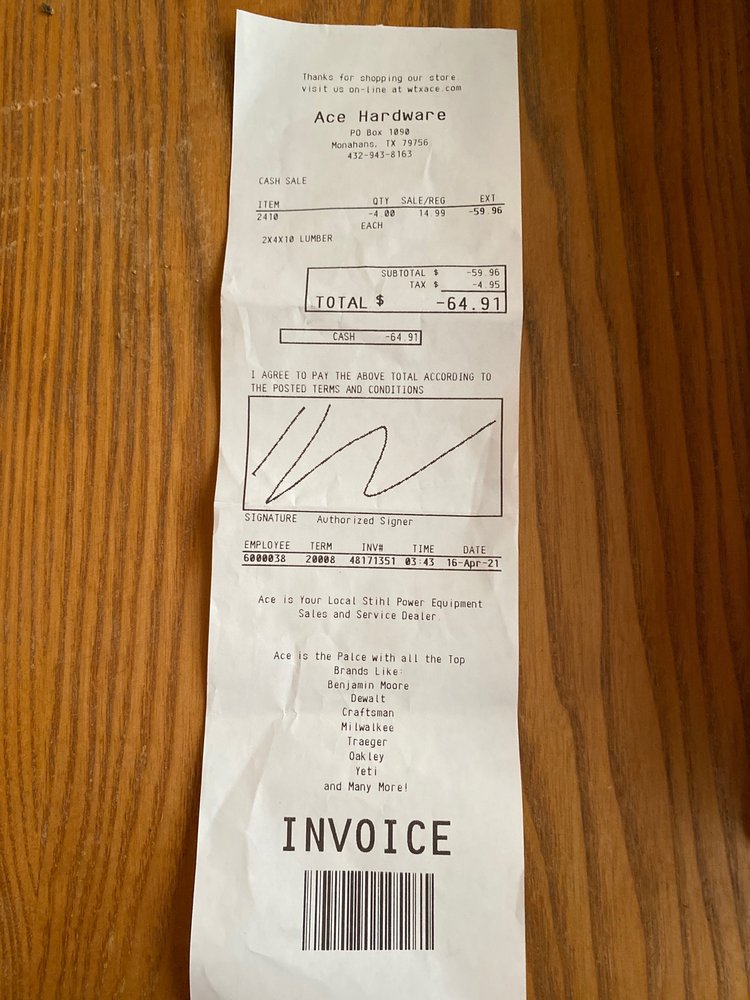 Thanks for shopping our store
visit us on-line at wtxace.com
Ace Hardware
PO Box 1090
Monahans, TX 79756
432-943-8163
CASH SALE
ITEM QTY SALE/REG EXT
2410 -4.00 14.99 -59.96
EACH
2X4X10 LUMBER
SUBTOTAL $ -59.96
TAX $ -4.95
TOTAL $ -64.91
CASH -64.91
I AGREE TO PAY THE ABOVE TOTAL ACCORDING TO
THE POSTED TERMS AND CONDITIONS
SIGNATURE Authorized Signer
EMPLOYEE TERM INV# TIME DATE
6000038 20008 48171351 03:43 16-Apr-21
Ace is Your Local Stihl Power Equipment
Sales and Service Dealer.
Ace is the Palce with all the Top
Brands Like:
Benjamin Moore
Dewalt
Craftsman
Milwalkee
Traeger
Oakley
Yeti
and Many More!
INVOICE